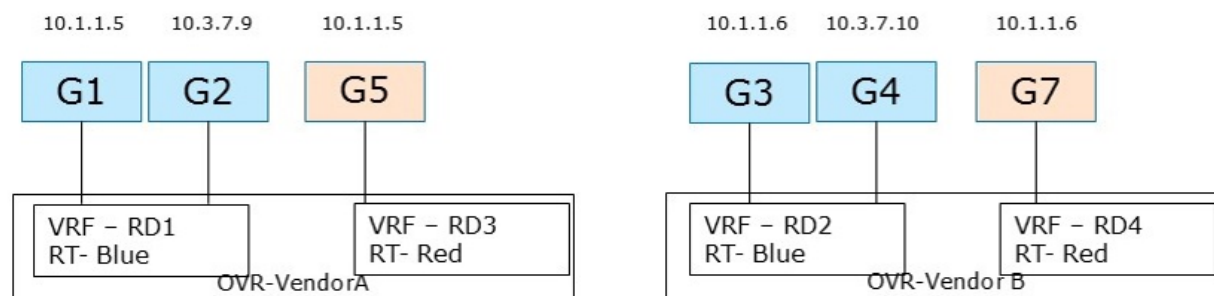 10.1.1.5 10.3.7.9 10.1.1.5 10.1.1.6 10.3.7.10 10.1.1.6
G1 G2 G5 G3 G4 G7
VRF – RD1
RT- Blue
VRF – RD3
RT- Red
OVR-VendorA
VRF – RD2
RT- Blue
VRF – RD4
RT- Red
OVR-Vendor B